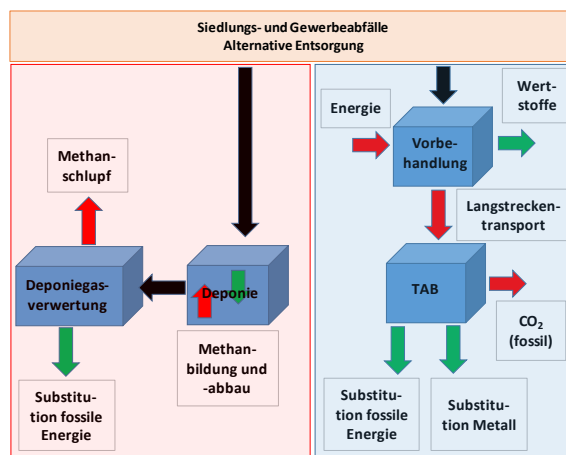 Siedlungs- und Gewerbeabfälle
Alternative Entsorgung
Methan-
schlupf
Deponiegas-
verwertung
Deponie
Methan-
bildung und
-abbau
Substitu-
tion fossile
Energie
Energie
Wert-
stoffe
Vorbe-
handlung
Langstrecken-
transport
TAB
CO₂
(fossil)
Substitu-
tion fossile
Energie
Substitu-
tion Metall